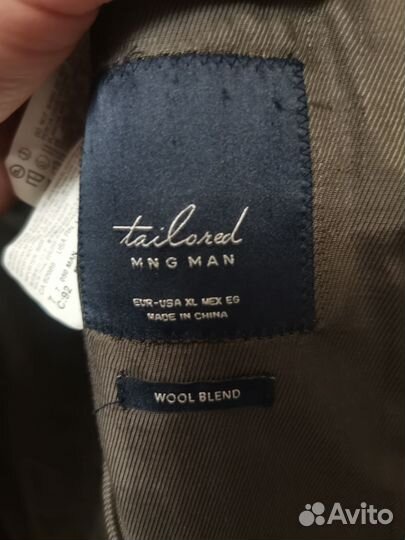 tailored
MNG MAN
EUR-USA XL MEX EG
MADE IN CHINA
WOOL BLEND
Avito